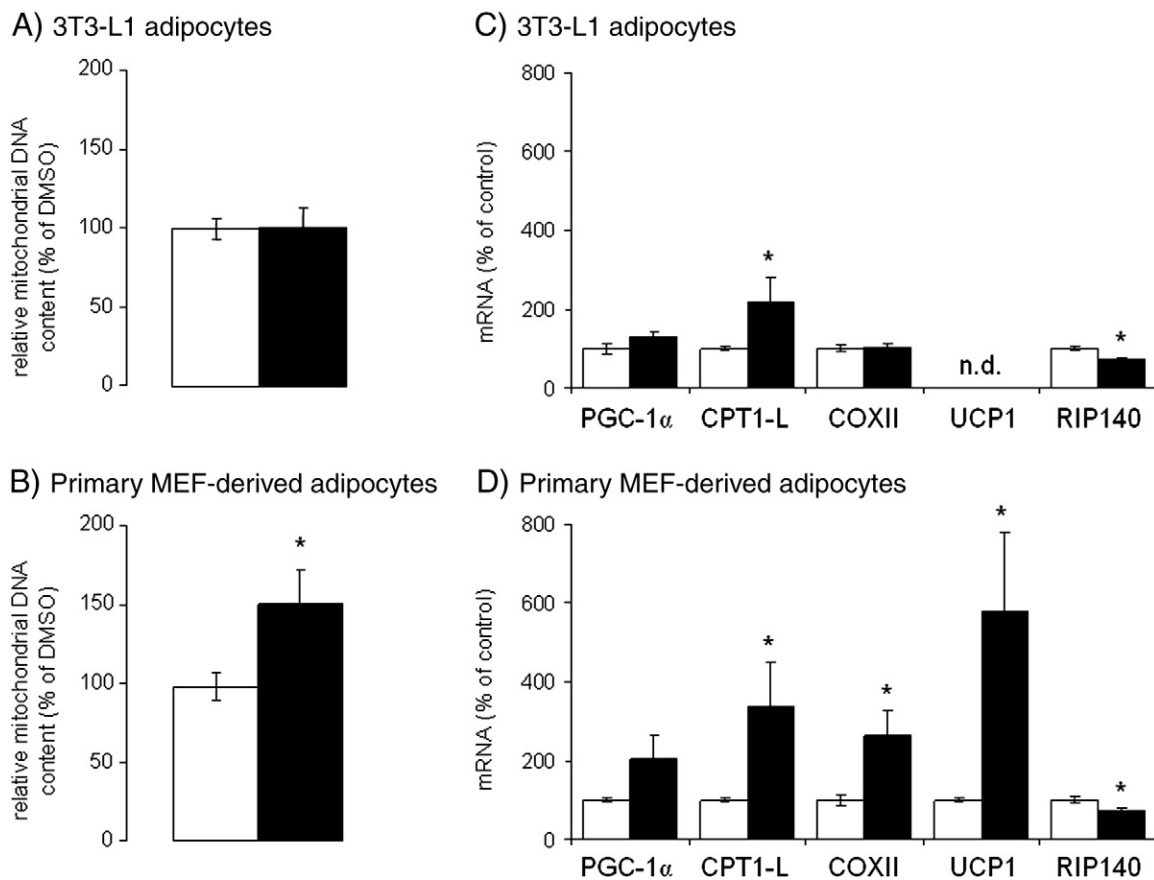 A) 3T3-L1 adipocytes
relative mitochondrial DNA
content (% of DMSO)
200
150
100
50
0
C) 3T3-L1 adipocytes
mRNA (% of control)
800
600
400
200
0
*
n.d.
*
PGC-1α CPT1-L COXII UCP1 RIP140
B) Primary MEF-derived adipocytes
relative mitochondrial DNA
content (% of DMSO)
200
150
100
50
0
*
D) Primary MEF-derived adipocytes
mRNA (% of control)
800
600
400
200
0
*
*
*
*
PGC-1α CPT1-L COXII UCP1 RIP140